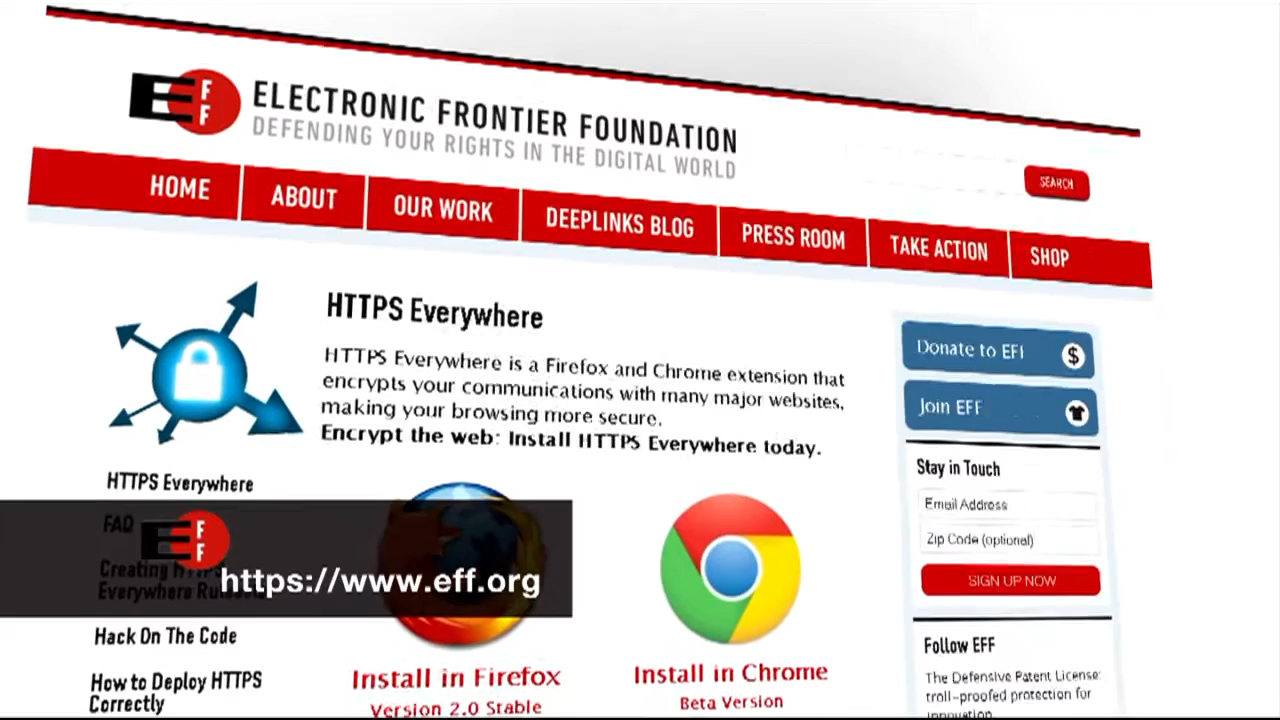 EFF
ELECTRONIC FRONTIER FOUNDATION
DEFENDING YOUR RIGHTS IN THE DIGITAL WORLD
SEARCH
HOME ABOUT OUR WORK DEEPLINKS BLOG PRESS ROOM TAKE ACTION SHOP
HTTPS Everywhere
HTTPS Everywhere is a Firefox and Chrome extension that
encrypts your communications with many major websites,
making your browsing more secure.
Encrypt the web: Install HTTPS Everywhere today.
HTTPS Everywhere
FAQ
Creating HTTPS
Everywhere
Hack On The Code
How to Deploy HTTPS
Correctly
EFF
https://www.eff.org
Install in Firefox
Version 2.0 Stable
Install in Chrome
Beta Version
Donate to EFF
$
Join EFF
Stay in Touch
Email Address
Zip Code (optional)
SIGN UP NOW
Follow EFF
The Defensive Patent License:
troll-proofed protection for
innovation.